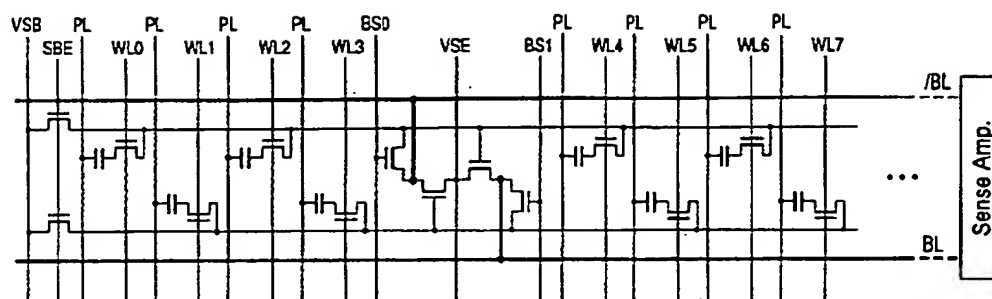 VSB PL PL PL PL BS0 VSE BS1 PL PL PL PL
SBE WL0 WL1 WL2 WL3 WL4 WL5 WL6 WL7
/BL
Sense Amp.
BL